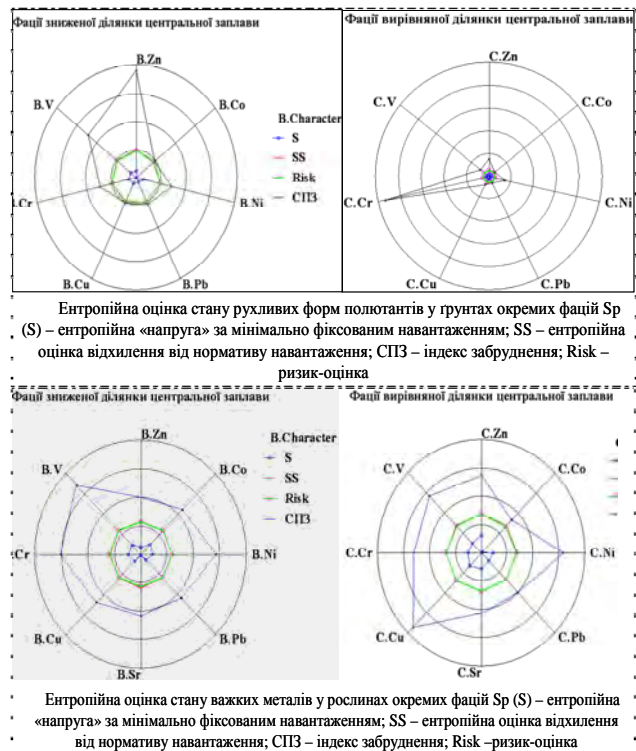 Фації зниженої ділянки центральної заплави
Фації вирівняної ділянки центральної заплави
B.Zn
B.V
B.Co
B.Character
S
SS
Risk
СПЗ
.Cr
B.Ni
B.Cu
B.Pb
C.Zn
C.V
C.Co
C.Cr
C.Ni
C.Cu
C.Pb
Ентропійна оцінка стану рухливих форм полютантів у ґрунтах окремих фацій Sp
(S) – ентропійна «напруга» за мінімально фіксованим навантаженням; SS – ентропійна
оцінка відхилення від нормативу навантаження; СПЗ – індекс забруднення; Risk –
ризик-оцінка
Фації зниженої ділянки центральної заплави
Фації вирівняної ділянки центральної заплави
B.Zn
B.V
B.Co
B.Character
S
SS
Risk
СПЗ
.Cr
B.Ni
B.Cu
B.Pb
B.Sr
C.Zn
C.V
C.Co
C.Cr
C.Ni
C.Cu
C.Pb
C.Sr
Ентропійна оцінка стану важких металів у рослинах окремих фацій Sp (S) – ентропійна
«напруга» за мінімально фіксованим навантаженням; SS – ентропійна оцінка відхилення
від нормативу навантаження; СПЗ – індекс забруднення; Risk –ризик-оцінка